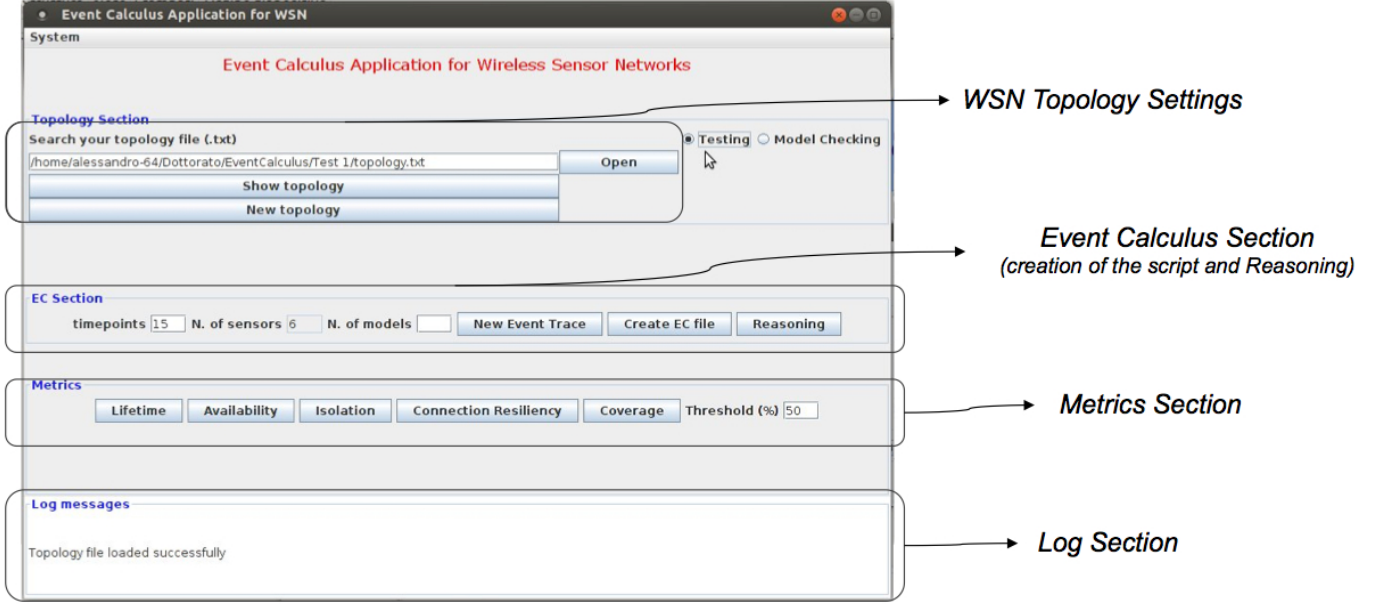 Event Calculus Application for WSN
System
Event Calculus Application for Wireless Sensor Networks
WSN Topology Settings
Topology Section
Search your topology file (.txt)
Testing Model Checking
/home/alessandro-64/Dottorato/EventCalculus/Test 1/topology.txt Open
Show topology
New topology
Event Calculus Section
(creation of the script and Reasoning)
EC Section
timepoints 15 N. of sensors 6 N. of models New Event Trace Create EC file Reasoning
Metrics
Lifetime Availability Isolation Connection Resiliency Coverage Threshold (%) 50
Metrics Section
Log messages
Topology file loaded successfully
Log Section